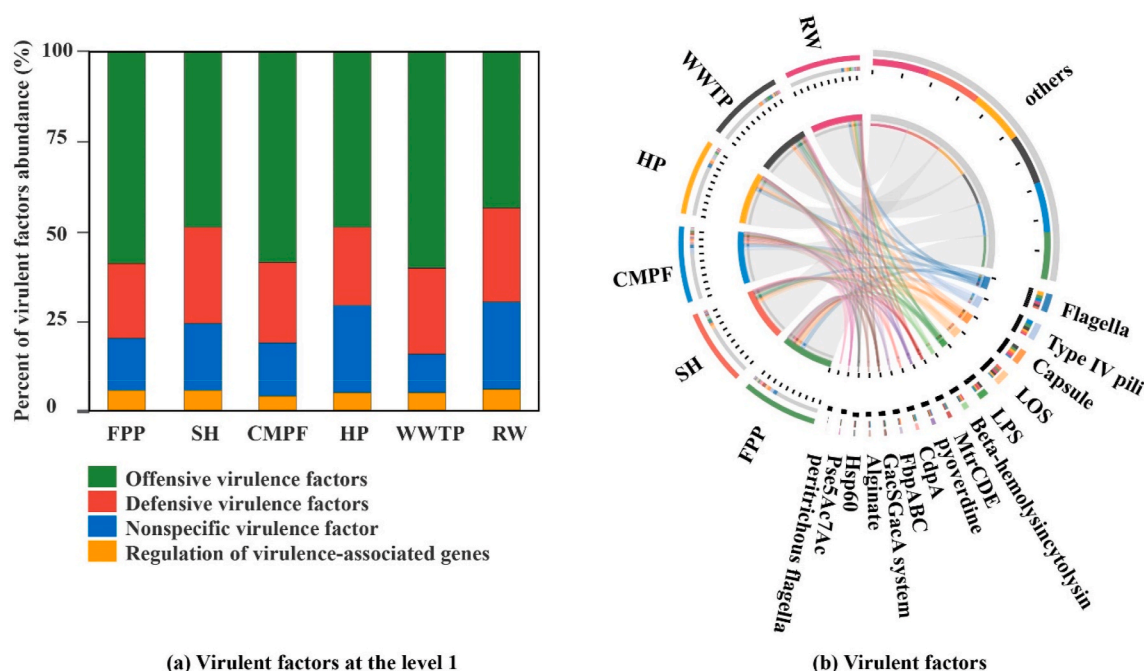 Percent of virulent factors abundance (%)
100
75
50
25
0
FPP
SH
CMPF
HP
WWTP
RW
Offensive virulence factors
Defensive virulence factors
Nonspecific virulence factor
Regulation of virulence-associated genes
(a) Virulent factors at the level 1
RW
WWTP
HP
CMPF
SH
FPP
others
Flagella
Type IV pili
Capsule
LOS
LPS
Beta-hemolysincytolysin
MtrCDE
pyoverdine
CdpA
FbpABC
GacSGacA system
Alginate
Hsp60
Pse5Ac7Ac
peritrichous flagella
(b) Virulent factors